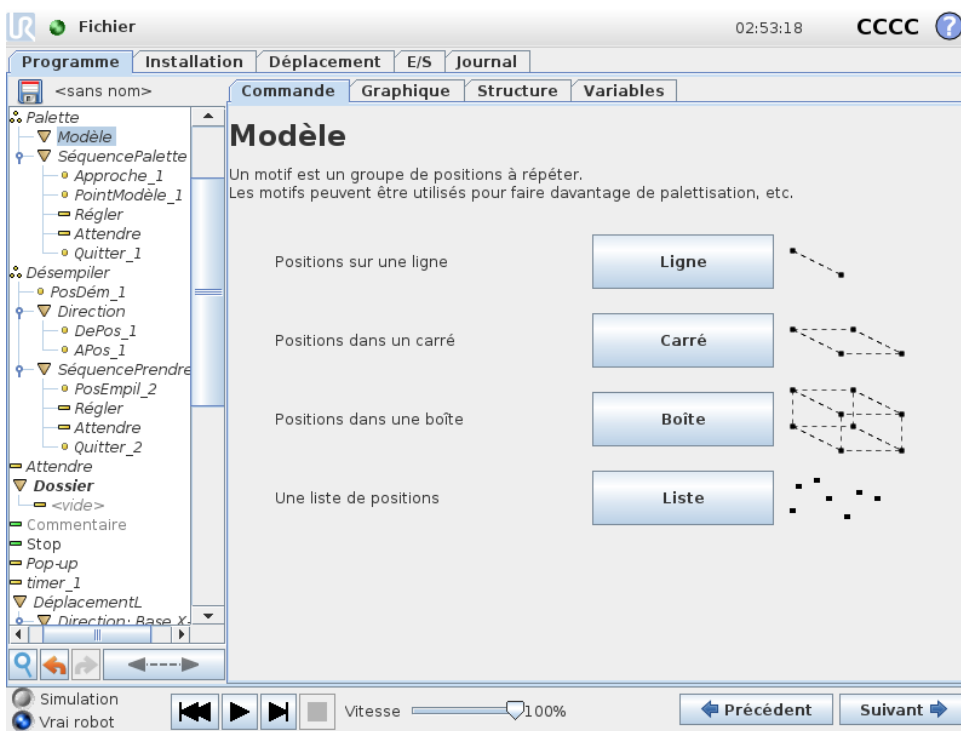 UR Fichier 02:53:18 CCCC ?
Programme Installation Déplacement E/S Journal
<sans nom>
Commande Graphique Structure Variables
Palette
Modèle
SéquencePalette
Approche_1
PointModèle_1
Régler
Attendre
Quitter_1
Désempiler
PosDém_1
Direction
DePos_1
APos_1
SéquencePrendre
PosEmpil_2
Régler
Attendre
Quitter_2
Attendre
Dossier
<vide>
Commentaire
Stop
Pop-up
timer_1
DéplacementL
Direction: Base X-
Modèle
Un motif est un groupe de positions à répéter.
Les motifs peuvent être utilisés pour faire davantage de palettisation, etc.
Positions sur une ligne Ligne
Positions dans un carré Carré
Positions dans une boîte Boîte
Une liste de positions Liste
Simulation
Vrai robot
Vitesse 100%
Précédent Suivant